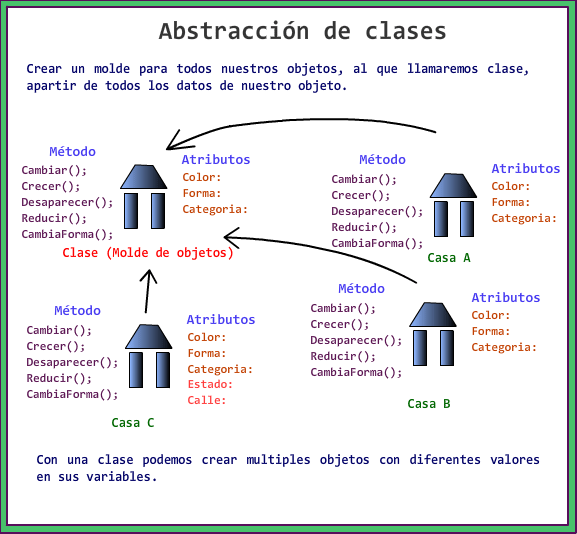 Abstracción de clases
Crear un molde para todos nuestros objetos, al que llamaremos clase,
apartir de todos los datos de nuestro objeto.
Método
Cambiar();
Crecer();
Desaparecer();
Reducir();
CambiaForma();
Atributos
Color:
Forma:
Categoria:
Clase (Molde de objetos)
Método
Cambiar();
Crecer();
Desaparecer();
Reducir();
CambiaForma();
Atributos
Color:
Forma:
Categoria:
Casa A
Método
Cambiar();
Crecer();
Desaparecer();
Reducir();
CambiaForma();
Atributos
Color:
Forma:
Categoria:
Estado:
Calle:
Casa C
Método
Cambiar();
Crecer();
Desaparecer();
Reducir();
CambiaForma();
Atributos
Color:
Forma:
Categoria:
Casa B
Con una clase podemos crear multiples objetos con diferentes valores
en sus variables.